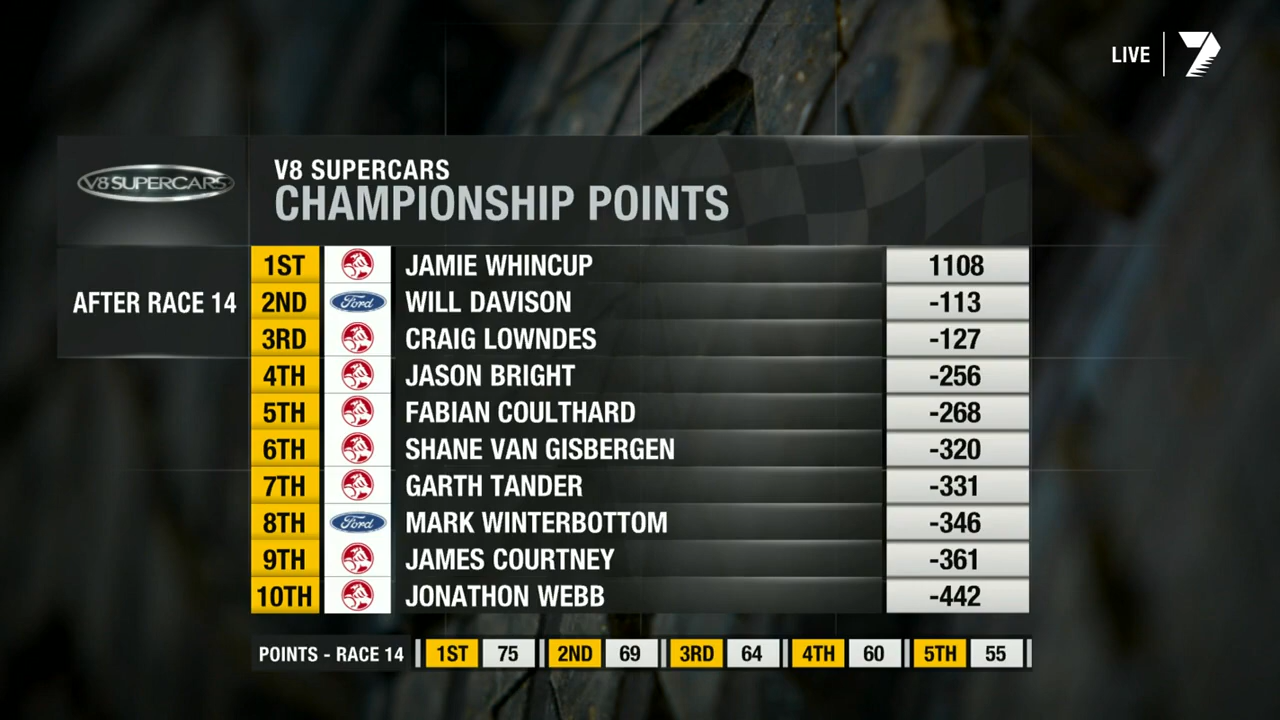 LIVE 7
V8 SUPERCARS
V8 SUPERCARS
CHAMPIONSHIP POINTS
AFTER RACE 14
1ST JAMIE WHINCUP 1108
2ND Ford WILL DAVISON -113
3RD CRAIG LOWNDES -127
4TH JASON BRIGHT -256
5TH FABIAN COULTHARD -268
6TH SHANE VAN GISBERGEN -320
7TH GARTH TANDER -331
8TH Ford MARK WINTERBOTTOM -346
9TH JAMES COURTNEY -361
10TH JONATHON WEBB -442
POINTS - RACE 14 1ST 75 2ND 69 3RD 64 4TH 60 5TH 55